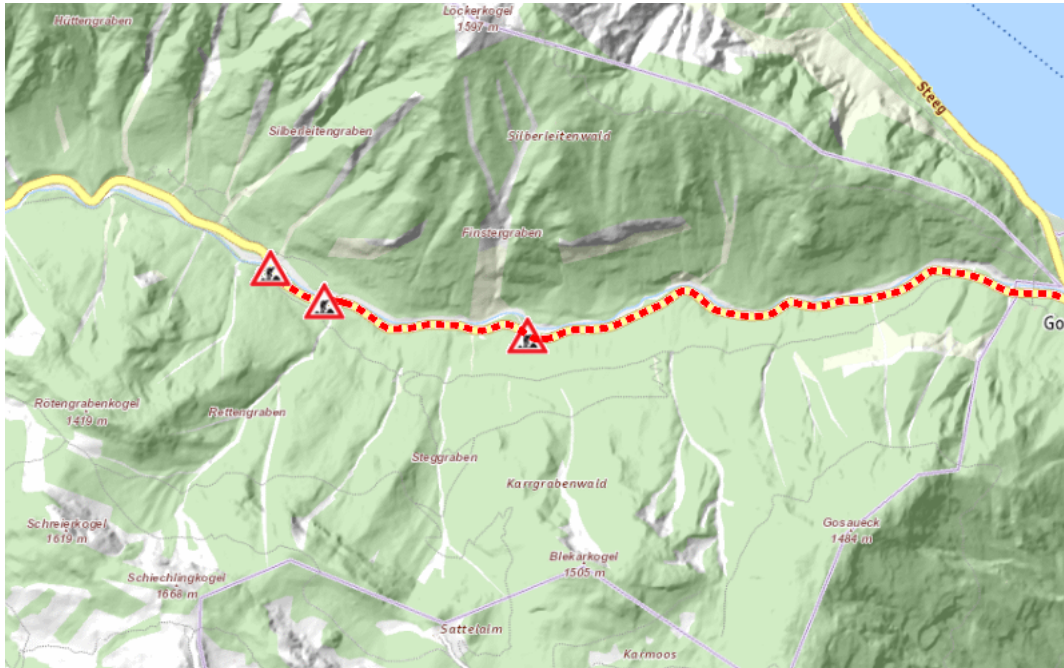 Hüttengraben
Lockerkogel
1597 m
Steeg
Silberleitengraben
Silberleitenwald
Finstergraben
Go
Rotengrabenkogel
1419 m
Rettengraben
Steggraben
Karrgrabenwald
Schreierkogel
1619 m
Gosaueck
1484 m
Blekarkogel
1505 m
Schiechlingkogel
1668 m
Sattelalm
Karmoos